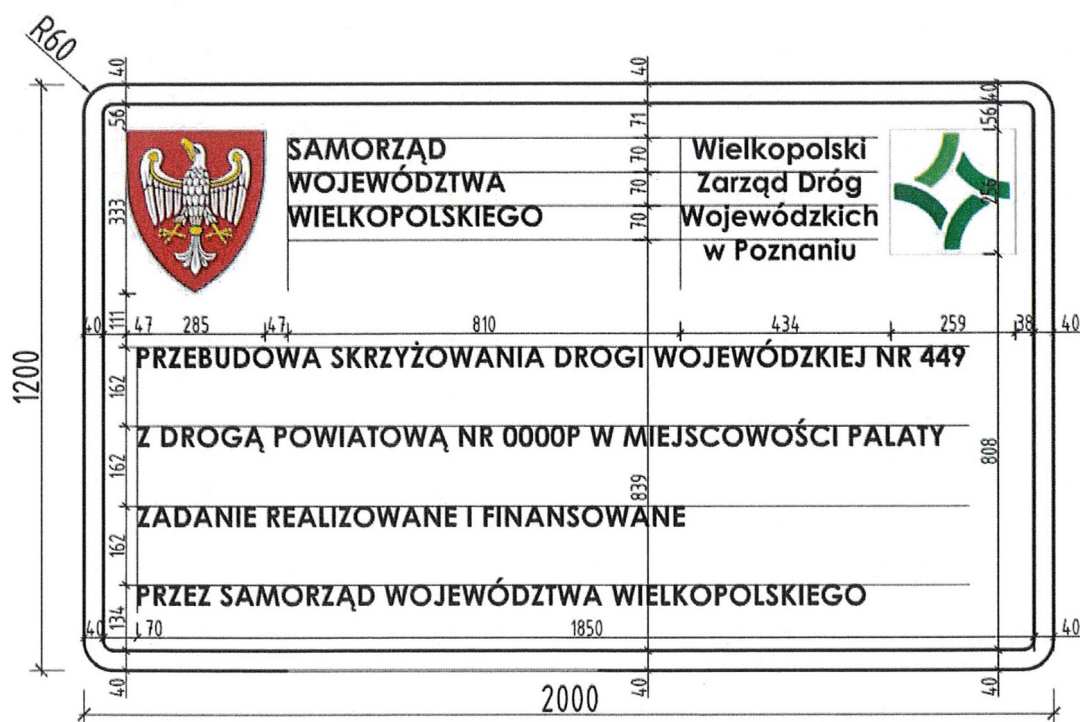 R60
40 40 40
56 71 56
SAMORZĄD
WOJEWÓDZTWA
WIELKOPOLSKIEGO
Wielkopolski
Zarząd Dróg
Wojewódzkich
w Poznaniu
333 70 70 70 256
40 111 47 285 47 810 434 259 38 40
1200
PRZEBUDOWA SKRZYŻOWANIA DROGI WOJEWÓDZKIEJ NR 449
162
Z DROGĄ POWIATOWĄ NR 0000P W MIEJSCOWOŚCI PALATY
162 839 808
ZADANIE REALIZOWANE I FINANSOWANE
162
PRZEZ SAMORZĄD WOJEWÓDZTWA WIELKOPOLSKIEGO
40 134 70 1850 40
40 40 40
2000